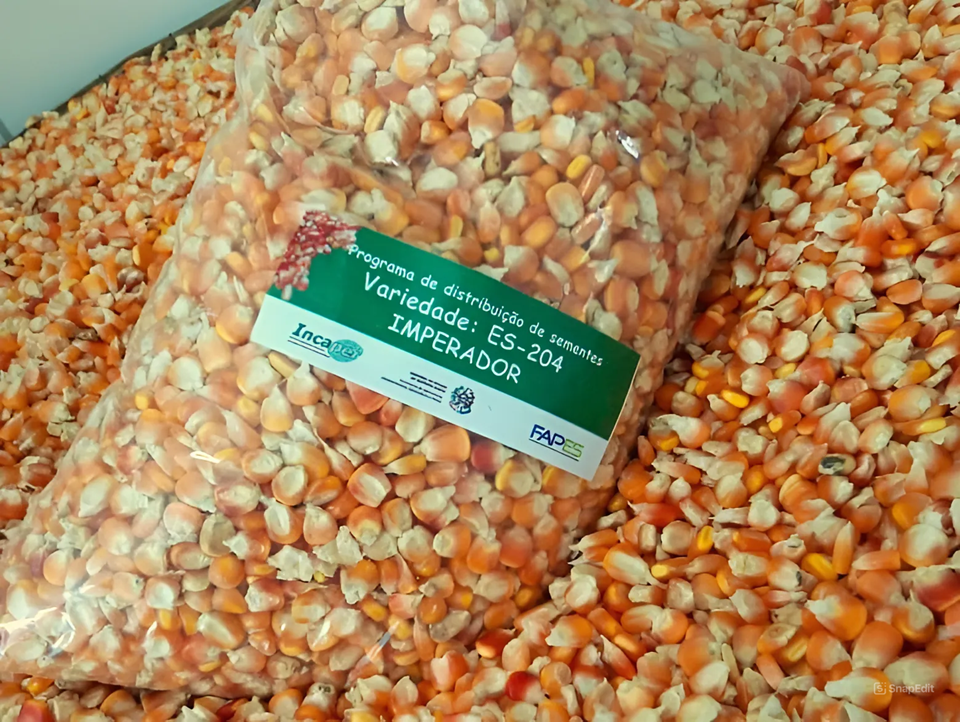 Programa de distribuição de sementes
Variedade: ES-204
IMPERADOR
Incaper
FAPES
SnapEdit